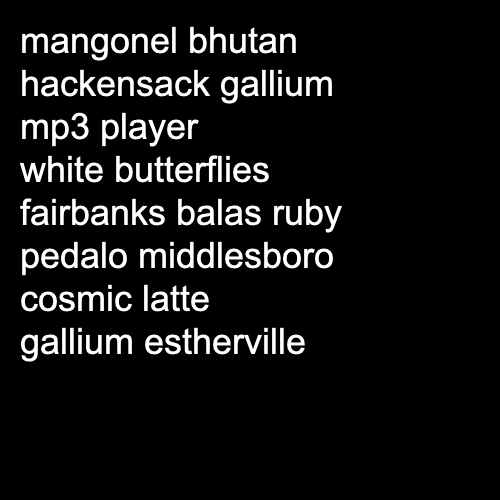 mangonel bhutan
hackensack gallium
mp3 player
white butterflies
fairbanks balas ruby
pedalo middlesboro
cosmic latte
gallium estherville